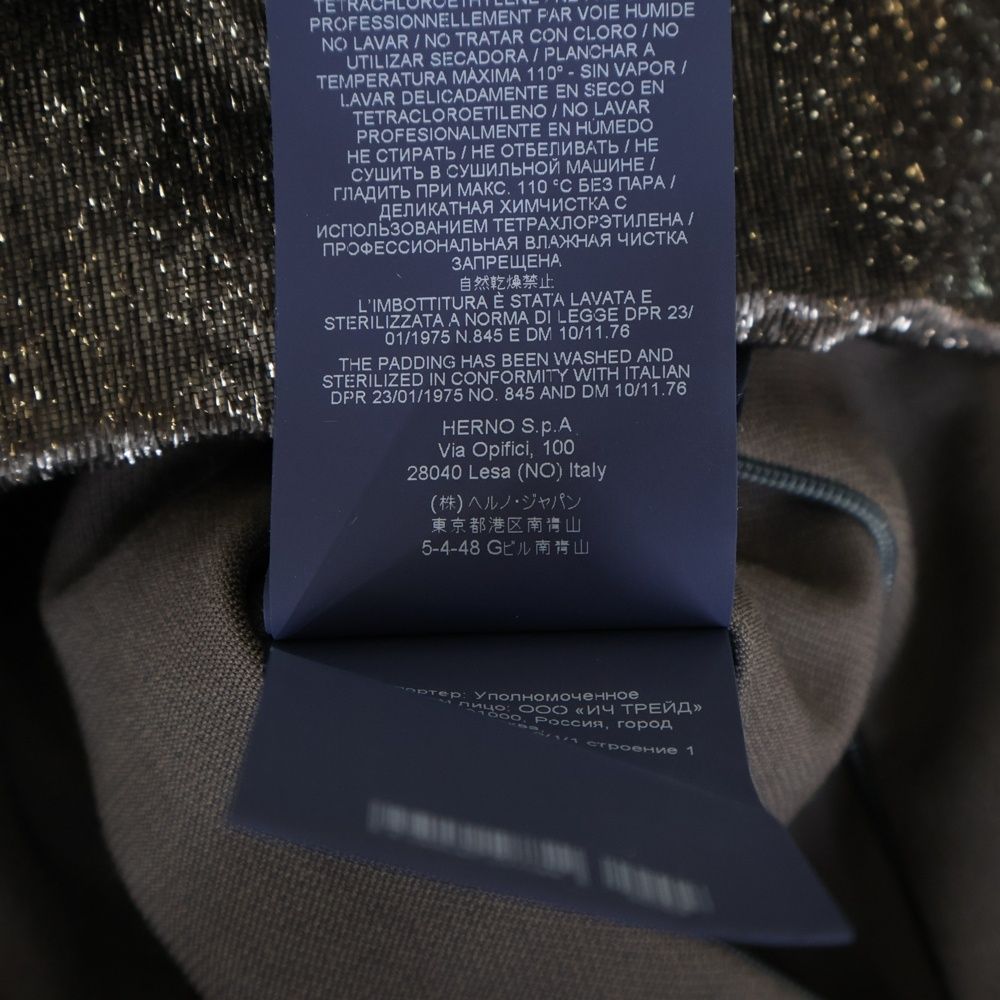 TETRACHLOROETHYLENE / NE PAS
PROFESSIONNELLEMENT PAR VOIE HUMIDE
NO LAVAR / NO TRATAR CON CLORO / NO
UTILIZAR SECADORA / PLANCHAR A
TEMPERATURA MÁXIMA 110° - SIN VAPOR /
LAVAR DELICADAMENTE EN SECO EN
TETRACLOROETILENO / NO LAVAR
PROFESIONALMENTE EN HÚMEDO
НЕ СТИРАТЬ / НЕ ОТБЕЛИВАТЬ / НЕ
СУШИТЬ В СУШИЛЬНОЙ МАШИНЕ /
ГЛАДИТЬ ПРИ МАКС. 110 °C БЕЗ ПАРА /
ДЕЛИКАТНАЯ ХИМЧИСТКА С
ИСПОЛЬЗОВАНИЕМ ТЕТРАХЛОРЭТИЛЕНА /
ПРОФЕССИОНАЛЬНАЯ ВЛАЖНАЯ ЧИСТКА
ЗАПРЕЩЕНА
自然乾燥禁止
L'IMBOTTITURA È STATA LAVATA E
STERILIZZATA A NORMA DI LEGGE DPR 23/
01/1975 N.845 E DM 10/11.76
THE PADDING HAS BEEN WASHED AND
STERILIZED IN CONFORMITY WITH ITALIAN
DPR 23/01/1975 NO. 845 AND DM 10/11.76
HERNO S.p.A
Via Opifici, 100
28040 Lesa (NO) Italy
(株) ヘルノ・ジャパン
東京都港区南青山
5-4-48 Gビル南青山
Уполномоченное
лицо: ООО «ИЧ ТРЕЙД»
Россия, город
строение 1